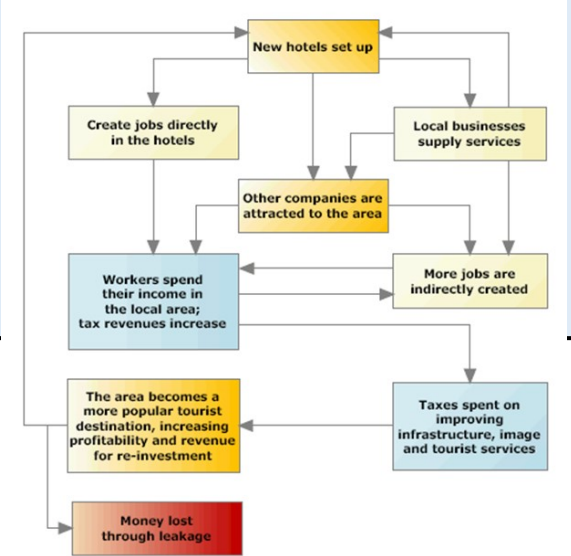 New hotels set up
Create jobs directly
in the hotels
Local businesses
supply services
Other companies are
attracted to the area
Workers spend
their income in
the local area;
tax revenues increase
More jobs are
indirectly created
The area becomes a
more popular tourist
destination, increasing
profitability and revenue
for re-investment
Taxes spent on
improving
infrastructure, image
and tourist services
Money lost
through leakage